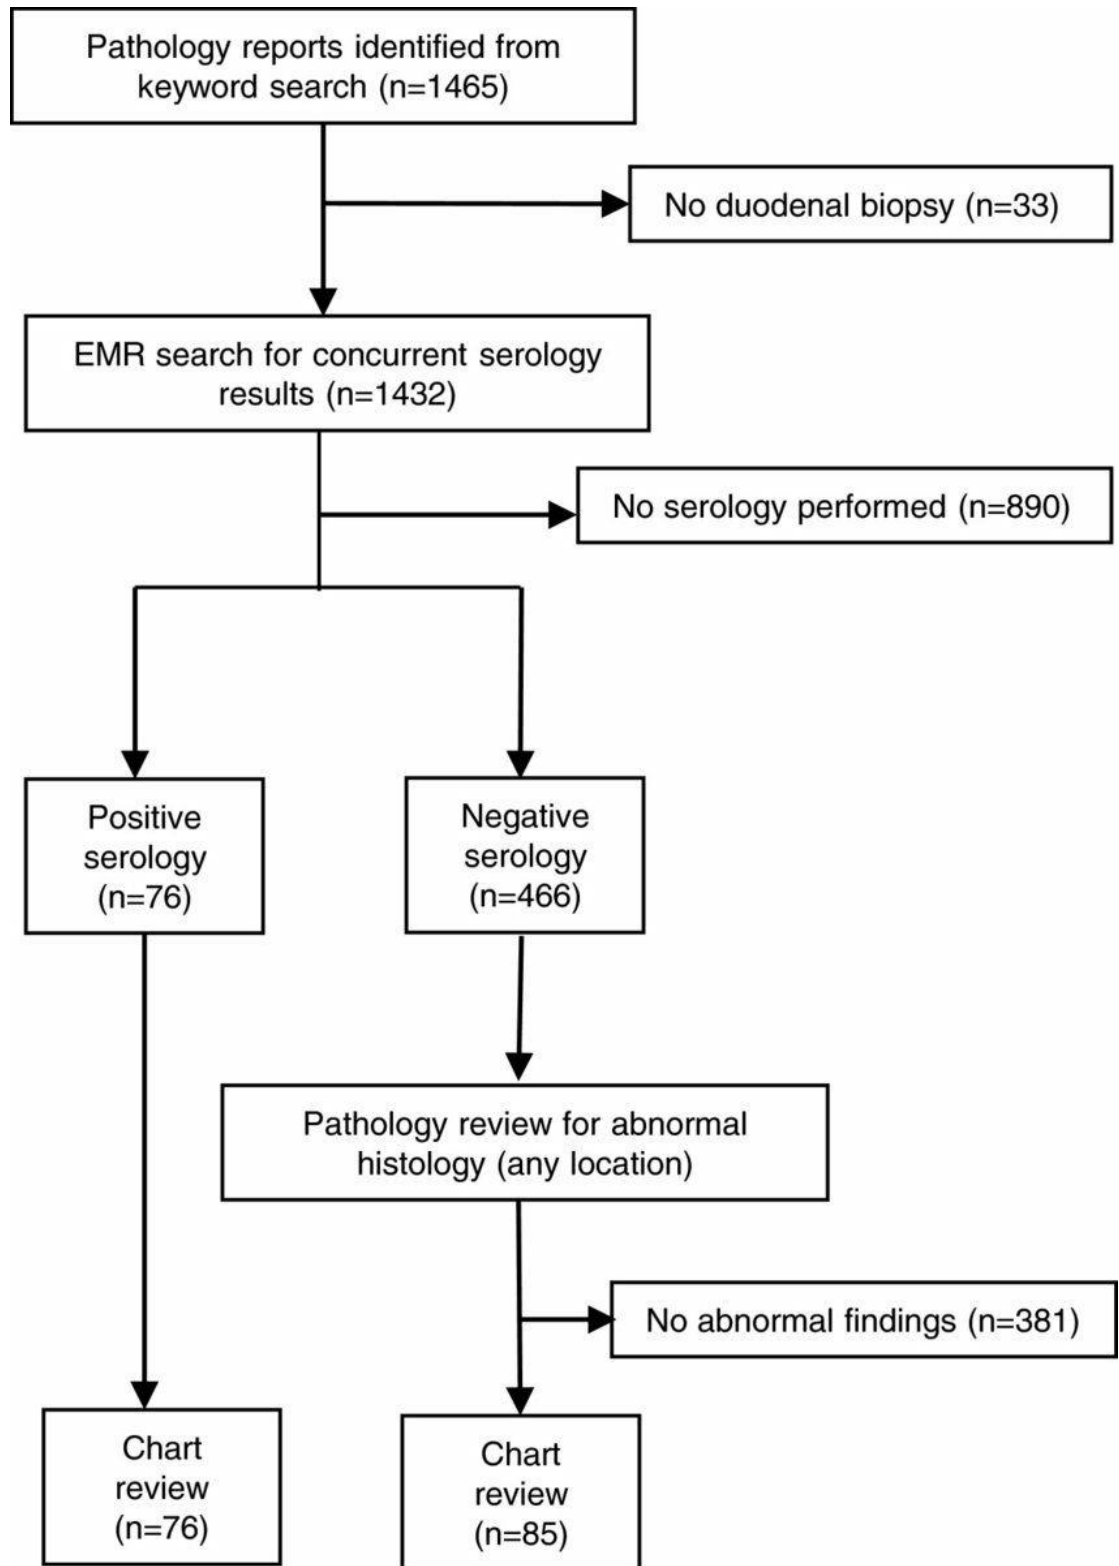 Pathology reports identified from
keyword search (n=1465)
No duodenal biopsy (n=33)
EMR search for concurrent serology
results (n=1432)
No serology performed (n=890)
Positive
serology
(n=76)
Negative
serology
(n=466)
Pathology review for abnormal
histology (any location)
No abnormal findings (n=381)
Chart
review
(n=76)
Chart
review
(n=85)